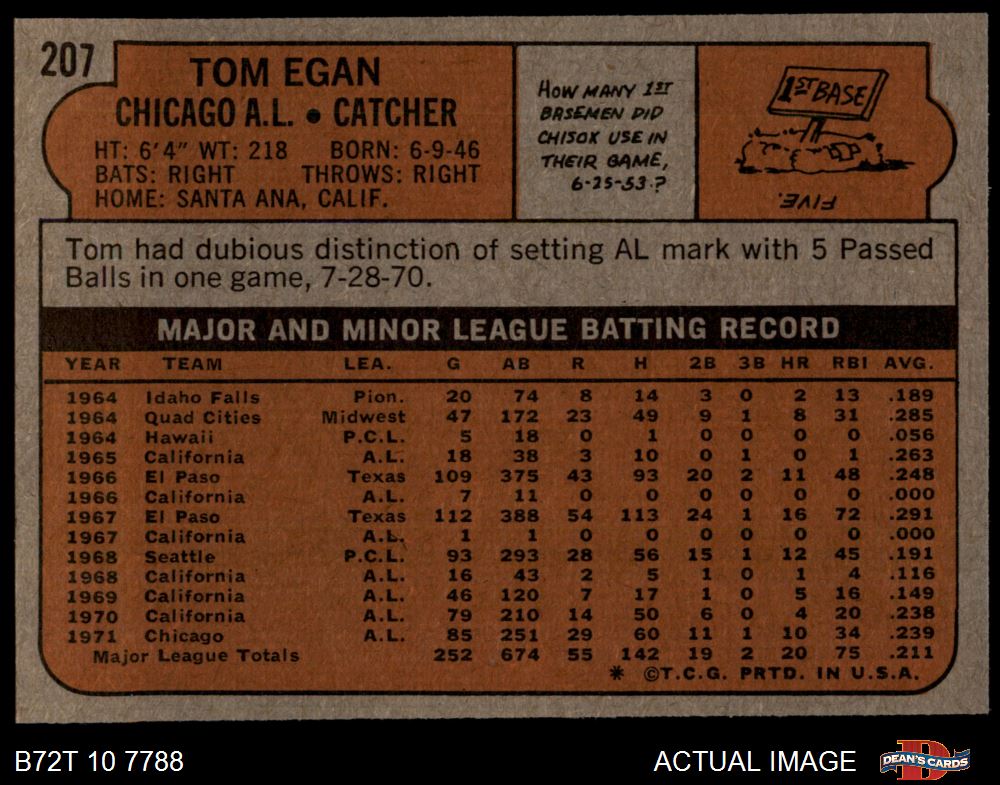 207
TOM EGAN
CHICAGO A.L. • CATCHER
HT: 6'4" WT: 218 BORN: 6-9-46
BATS: RIGHT THROWS: RIGHT
HOME: SANTA ANA, CALIF.
HOW MANY 1ST
BASEMEN DID
CHISOX USE IN
THEIR GAME,
6-25-53?
1ST BASE
FIVE.
Tom had dubious distinction of setting AL mark with 5 Passed
Balls in one game, 7-28-70.
MAJOR AND MINOR LEAGUE BATTING RECORD
YEAR TEAM LEA. G AB R H 2B 3B HR RBI AVG.
1964 Idaho Falls Pion. 20 74 8 14 3 0 2 13 .189
1964 Quad Cities Midwest 47 172 23 49 9 1 8 31 .285
1964 Hawaii P.C.L. 5 18 0 1 0 0 0 0 .056
1965 California A.L. 18 38 3 10 0 1 0 1 .263
1966 El Paso Texas 109 375 43 93 20 2 11 48 .248
1966 California A.L. 7 11 0 0 0 0 0 0 .000
1967 El Paso Texas 112 388 54 113 24 1 16 72 .291
1967 California A.L. 1 1 0 0 0 0 0 0 .000
1968 Seattle P.C.L. 93 293 28 56 15 1 12 45 .191
1968 California A.L. 16 43 2 5 1 0 1 4 .116
1969 California A.L. 46 120 7 17 1 0 5 16 .149
1970 California A.L. 79 210 14 50 6 0 4 20 .238
1971 Chicago A.L. 85 251 29 60 11 1 10 34 .239
Major League Totals 252 674 55 142 19 2 20 75 .211
* ©T.C.G. PRTD. IN U.S.A.
B72T 10 7788
ACTUAL IMAGE
D
DEAN'S CARDS